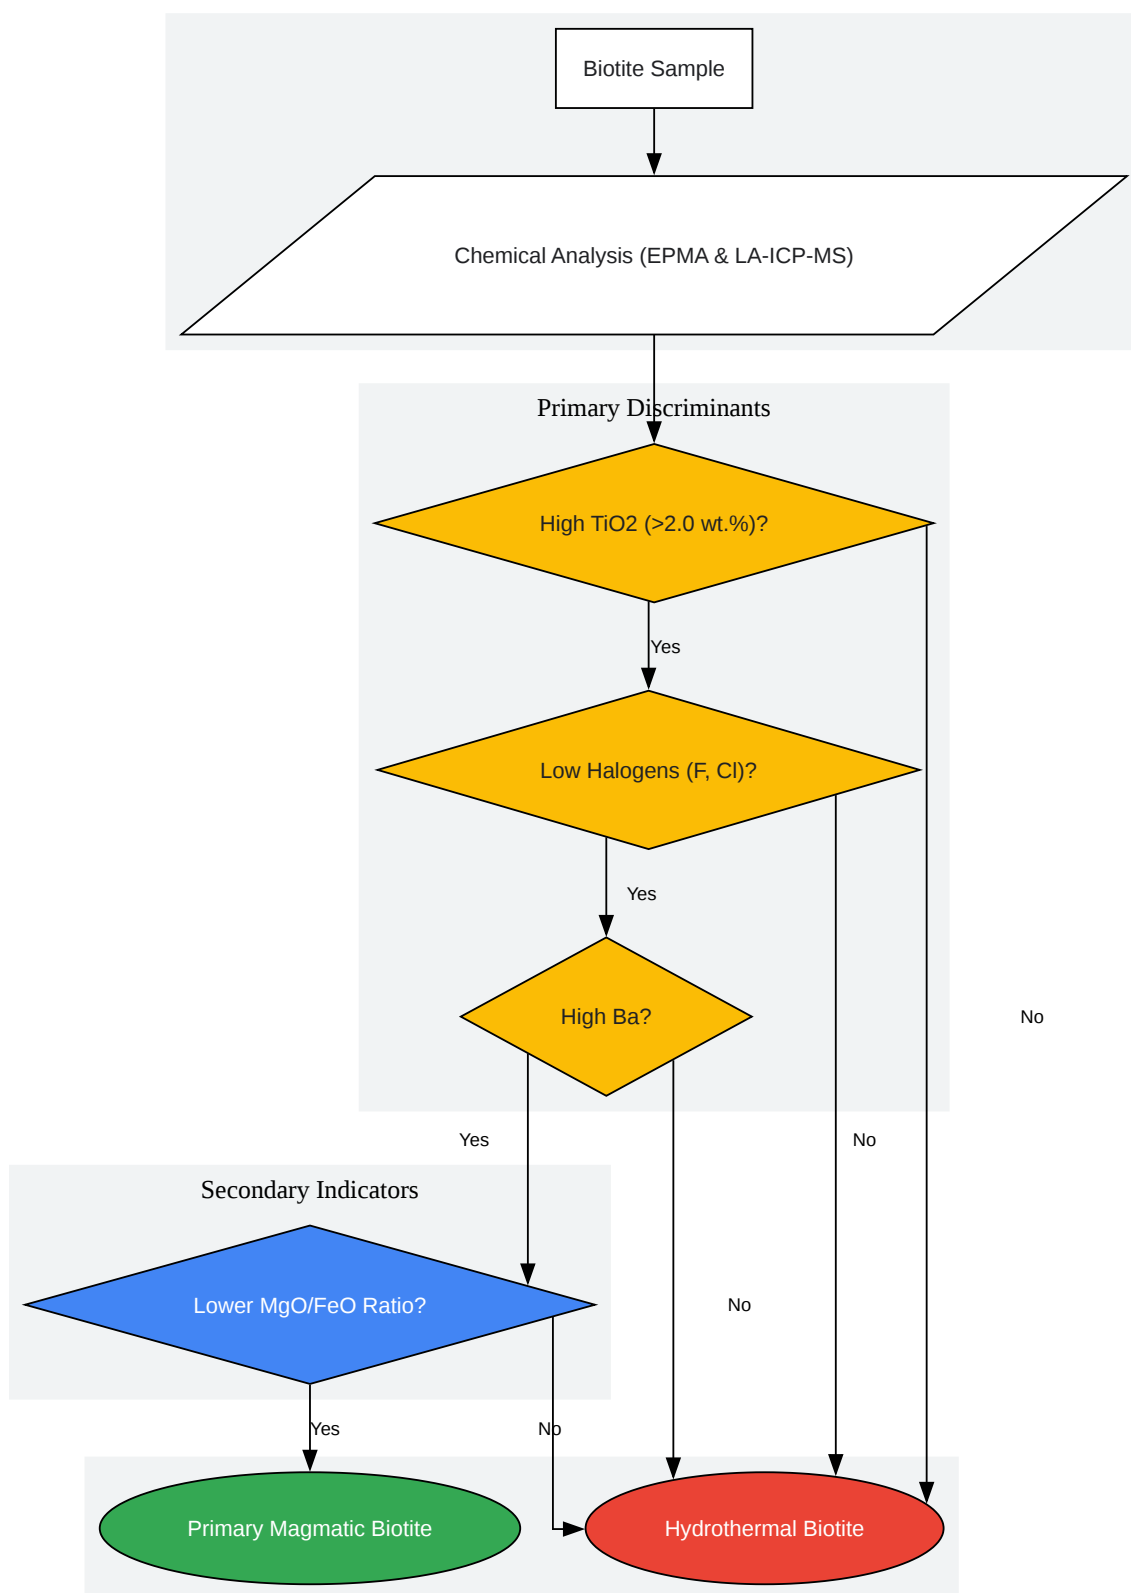 Biotite Sample
Chemical Analysis (EPMA & LA-ICP-MS)
Primary Discriminants
High TiO2 (>2.0 wt.%)?
Yes
Low Halogens (F, Cl)?
Yes
High Ba?
No
Yes
No
Secondary Indicators
Lower MgO/FeO Ratio?
No
Yes
No
Primary Magmatic Biotite
Hydrothermal Biotite